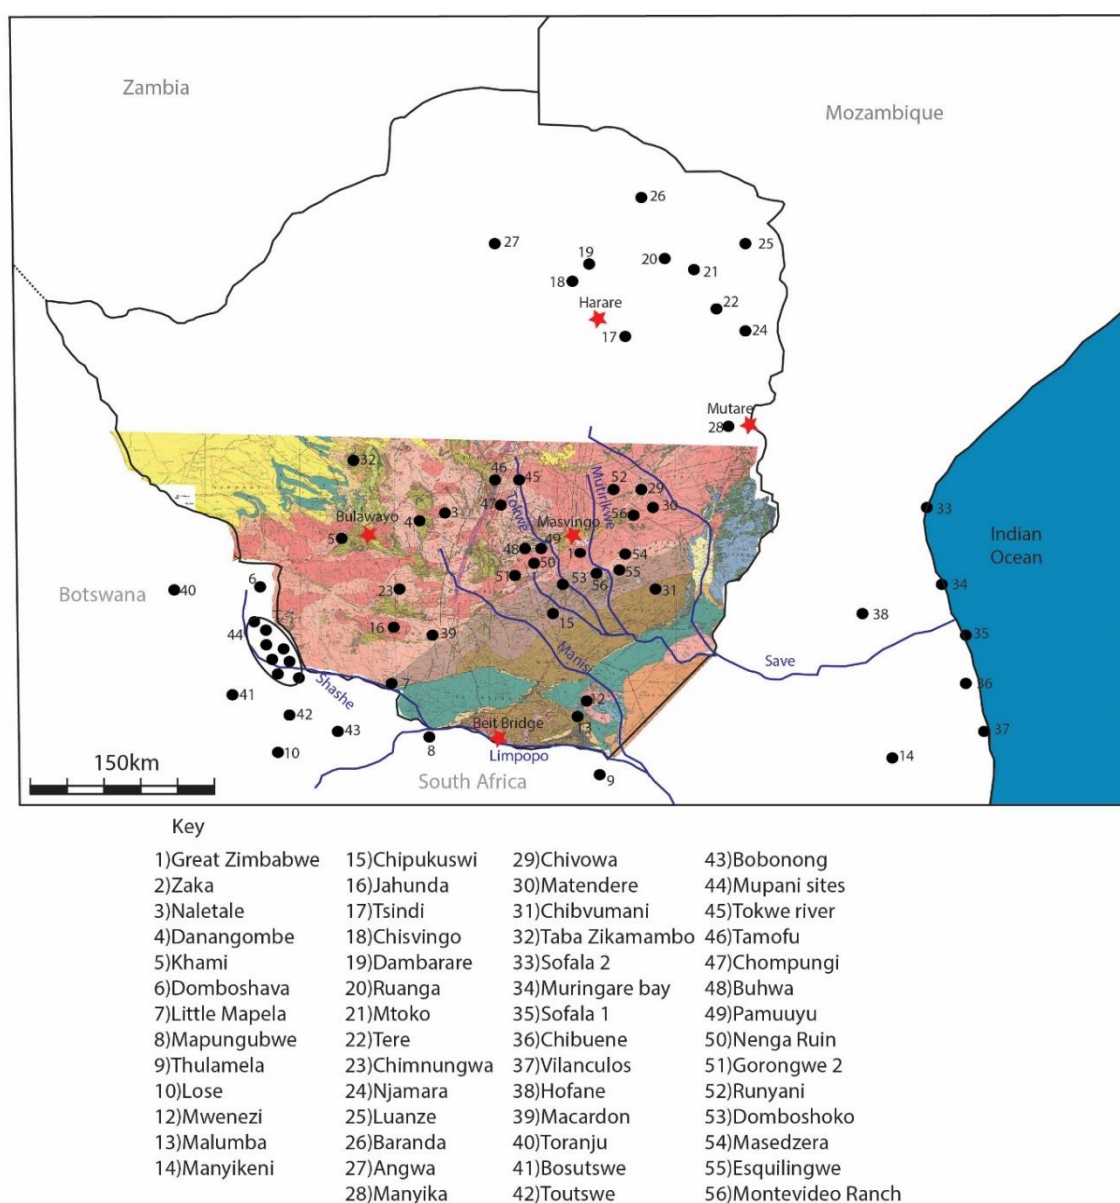 Zambia
Mozambique
26
27
25
19
20
21
18
Harare
22
17
24
Mutare
28
32
46
45
52
29
Mutirikwe
47
Tokwe
30
3
4
56
33
Bulawayo
Masvingo
Indian
Ocean
5
48
49
1
54
50
55
51
53
56
6
40
Botswana
23
31
34
38
44
16
39
15
35
Manisi
Save
Shashe
7
36
41
12
42
13
43
Beit Bridge
37
8
10
Limpopo
14
150km
South Africa
9
Key
1)Great Zimbabwe 15)Chipukuswi 29)Chivowa 43)Bobonong
2)Zaka 16)Jahunda 30)Matendere 44)Mupani sites
3)Naletale 17)Tsindi 31)Chibvumani 45)Tokwe river
4)Danangombe 18)Chisvingo 32)Taba Zikamambo 46)Tamofu
5)Khami 19)Dambarare 33)Sofala 2 47)Chompungi
6)Domboshava 20)Ruanga 34)Muringare bay 48)Buhwa
7)Little Mapela 21)Mtoko 35)Sofala 1 49)Pamuuyu
8)Mapungubwe 22)Tere 36)Chibuene 50)Nenga Ruin
9)Thulamela 23)Chimnungwa 37)Vilanculos 51)Gorongwe 2
10)Lose 24)Njamara 38)Hofane 52)Runyani
12)Mwenezi 25)Luanze 39)Macardon 53)Domboshoko
13)Malumba 26)Baranda 40)Toranju 54)Masedzera
14)Manyikeni 27)Angwa 41)Bosutswe 55)Esquilingwe
28)Manyika 42)Toutswe 56)Montevideo Ranch